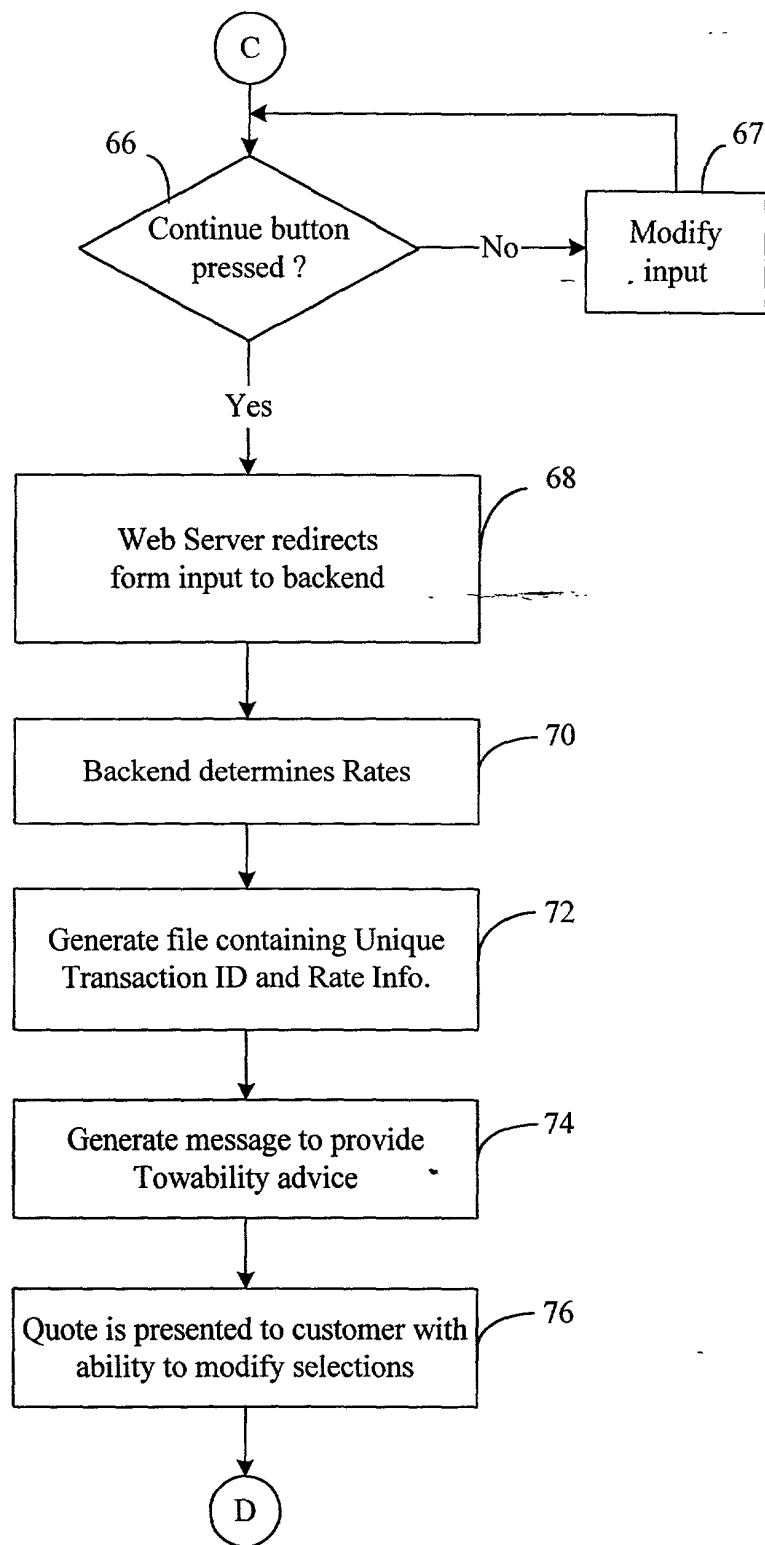 C
66
67
Continue button
pressed ?
No
Modify
input
Yes
68
Web Server redirects
form input to backend
70
Backend determines Rates
72
Generate file containing Unique
Transaction ID and Rate Info.
74
Generate message to provide
Towability advice
76
Quote is presented to customer with
ability to modify selections
D